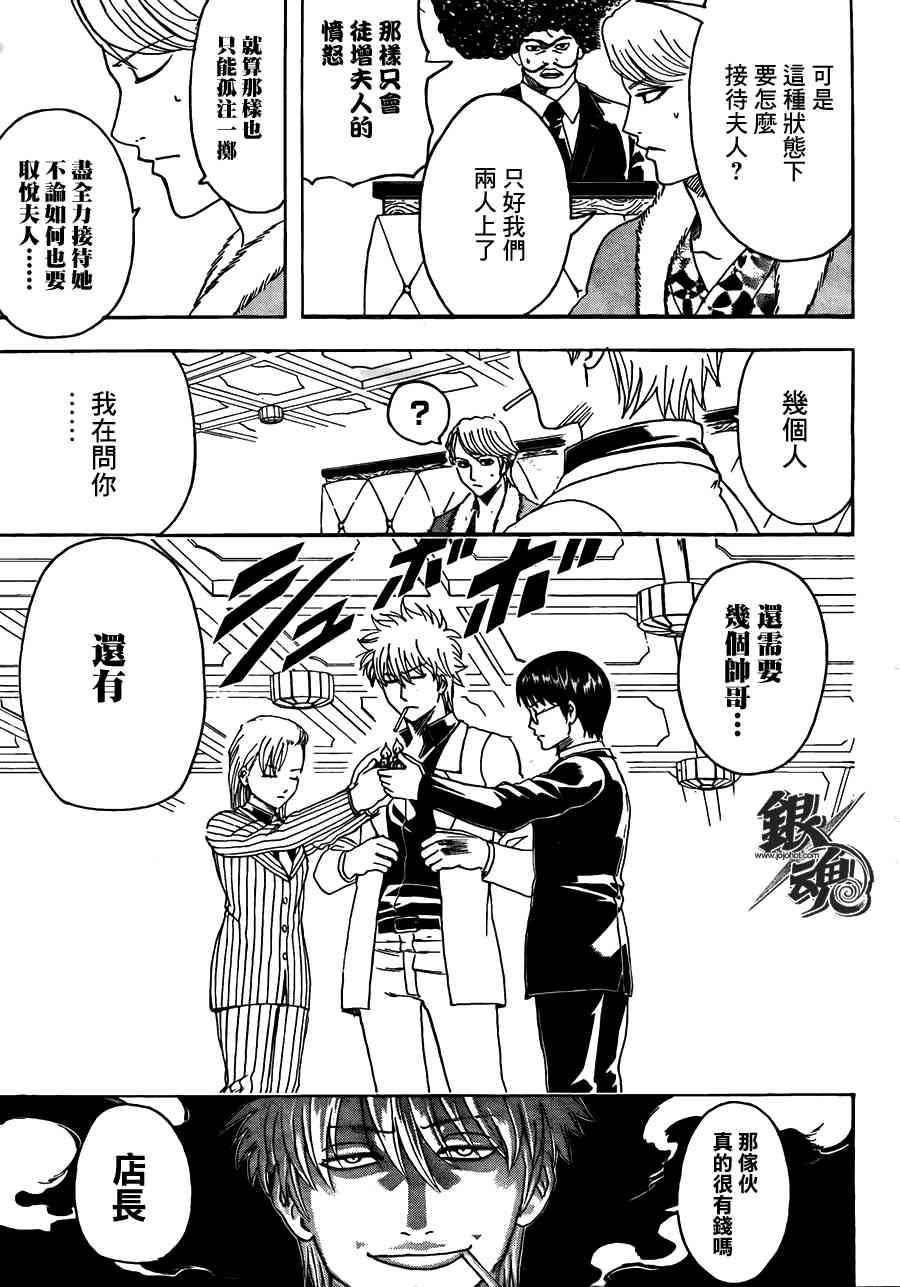 可是
這種狀態下
要怎麼
接待夫人？
那樣只會
徒增夫人的
憤怒
只好我們
兩人上了
就算那樣也
只能孤注一擲
盡全力接待她
不論如何也要
取悅夫人……
幾個人
？
我在問你
……
還需要
幾個帥哥…
シュボボ
還有
銀魂
www.jojohot.com
那傢伙
真的很有錢嗎
店長